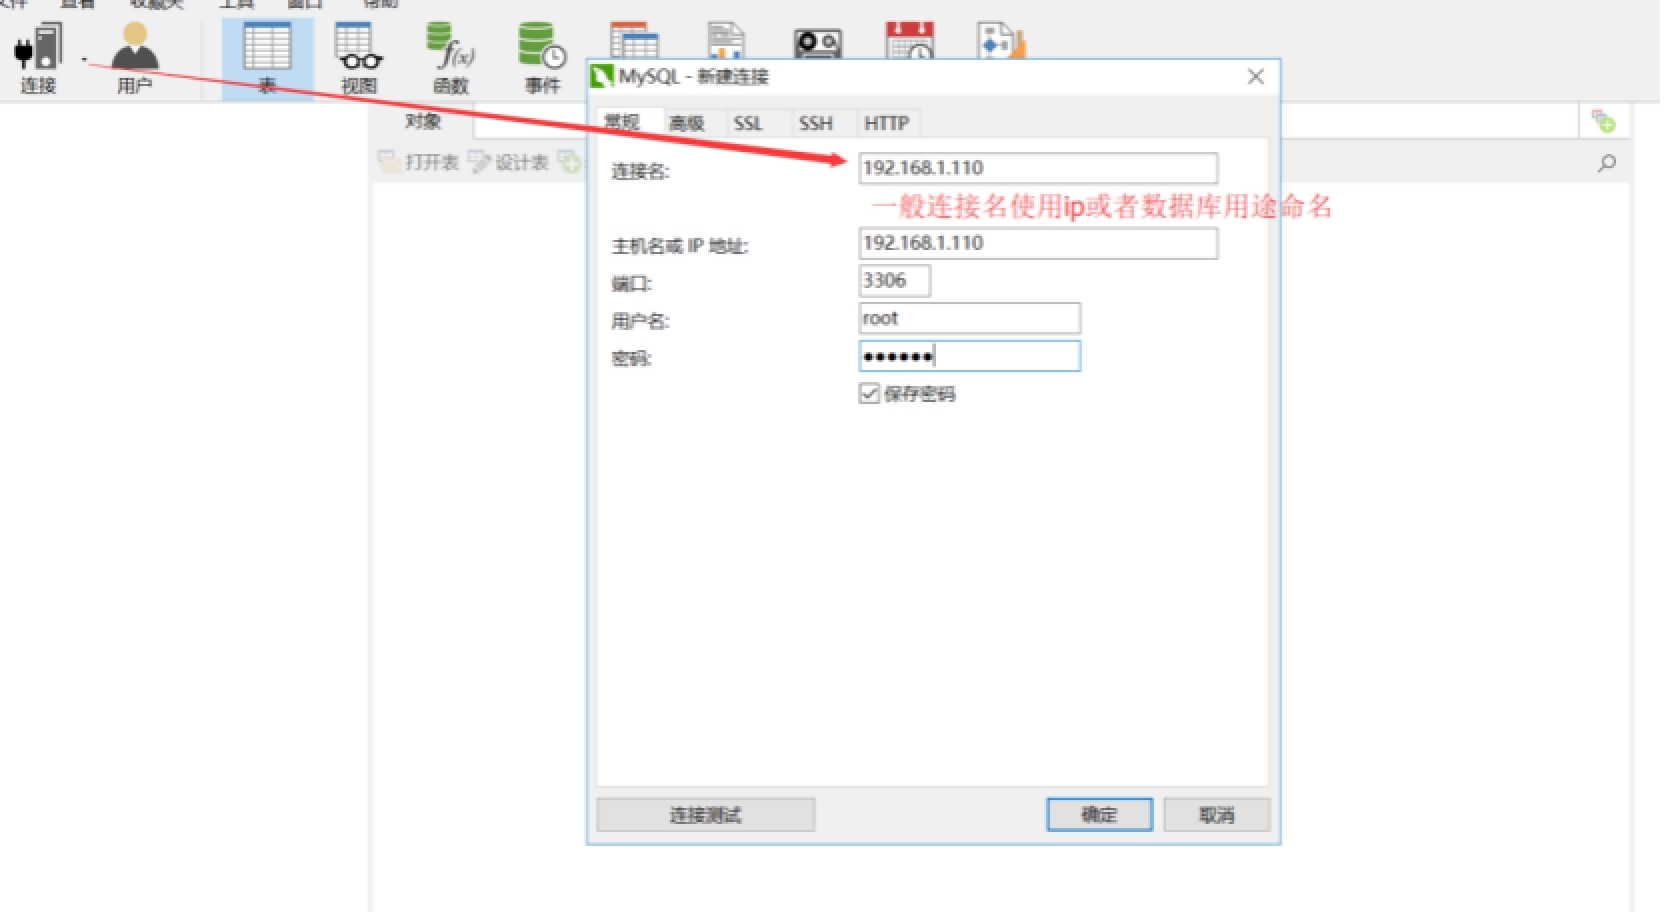 文件 查看 收藏夹 工具 窗口 帮助
连接 用户 表 视图 函数 事件
MySQL - 新建连接
对象
常规 高级 SSL SSH HTTP
打开表 设计表
连接名: 192.168.1.110
一般连接名使用ip或者数据库用途命名
主机名或 IP 地址: 192.168.1.110
端口: 3306
用户名: root
密码: ●●●●●●
保存密码
连接测试 确定 取消